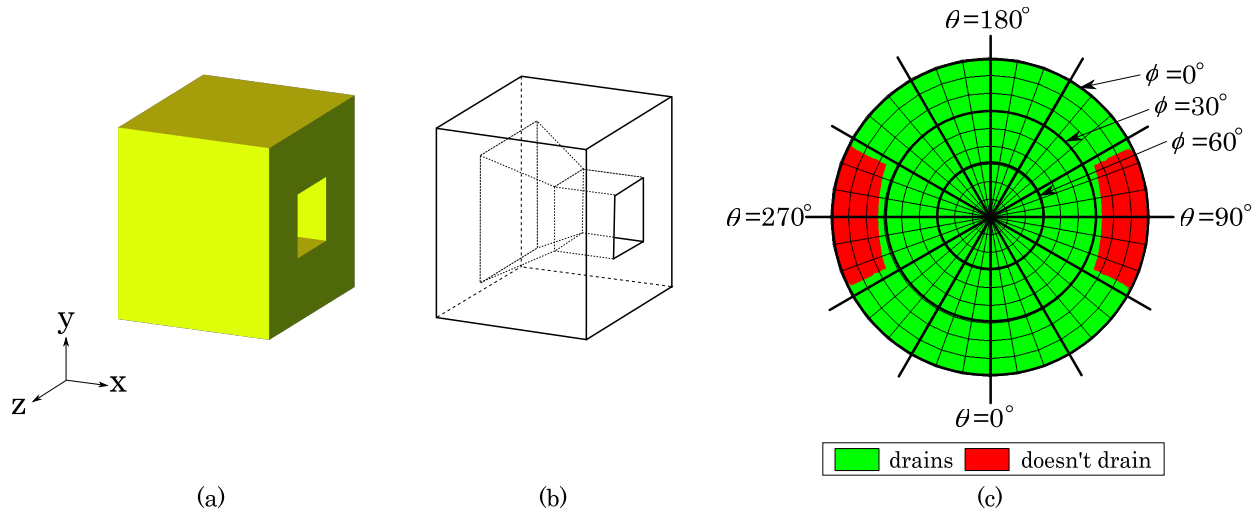 θ=180°
ϕ=0°
ϕ=30°
ϕ=60°
θ=270°
θ=90°
y
x
z
θ=0°
drains
doesn't drain
(a)
(b)
(c)